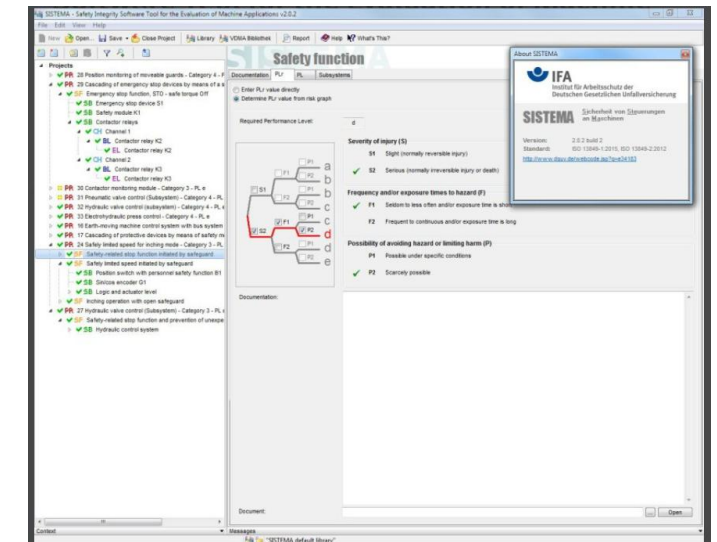 SISTEMA - Safety Integrity Software Tool for the Evaluation of Machine Applications v2.0.2
File Edit View Help
New Open... Save Close Project Library VDMA Bibliothek Report Help What's This?
Safety function
Projects
PR 28 Position monitoring of moveable guards - Category 4 - P
PR 29 Cascading of emergency stop devices by means of a s
SF Emergency stop function, STO - safe torque Off
SB Emergency stop device S1
SB Safety module K1
SB Contactor relays
CH Channel 1
BL Contactor relay K2
EL Contactor relay K2
CH Channel 2
BL Contactor relay K3
EL Contactor relay K3
PR 30 Contactor monitoring module - Category 3 - PL e
PR 31 Pneumatic valve control (Subsystem) - Category 4 - PL
PR 32 Hydraulic valve control (subsystem) - Category 4 - PL e
PR 33 Electrohydraulic press control - Category 4 - PL e
PR 16 Earth-moving machine control system with bus system
PR 17 Cascading of protective devices by means of safety m
PR 24 Safely limited speed for inching mode - Category 3 - PL
SF Safety-related stop function initiated by safeguard
SF Safely limited speed initiated by safeguard
SB Position switch with personnel safety function B1
SB Sin/cos encoder G1
SB Logic and actuator level
SF Inching operation with open safeguard
PR 27 Hydraulic valve control (Subsystem) - Category 3 - PL
SF Safety-related stop function and prevention of unexpe
SB Hydraulic control system
Context
Documentation PLr PL Subsystems
Enter PLr value directly
Determine PLr value from risk graph
Required Performance Level: d
S1 S2 F1 F2 F1 F2 P1 P2 P1 P2 P1 P2 P1 P2
a
b
b
c
c
d
d
e
Severity of injury (S)
S1 Slight (normally reversible injury)
S2 Serious (normally irreversible injury or death)
Frequency and/or exposure times to hazard (F)
F1 Seldom to less often and/or exposure time is sho
F2 Frequent to continuous and/or exposure time is long
Possibility of avoiding hazard or limiting harm (P)
P1 Possible under specific conditions
P2 Scarcely possible
Documentation:
Document:
... Open
Messages
"SISTEMA default library"
About SISTEMA
IFA
Institut für Arbeitsschutz der
Deutschen Gesetzlichen Unfallversicherung
SISTEMA Sicherheit von Steuerungen
an Maschinen
Version: 2.0.2 build 2
Standard: ISO 13849-1:2015, ISO 13849-2:2012